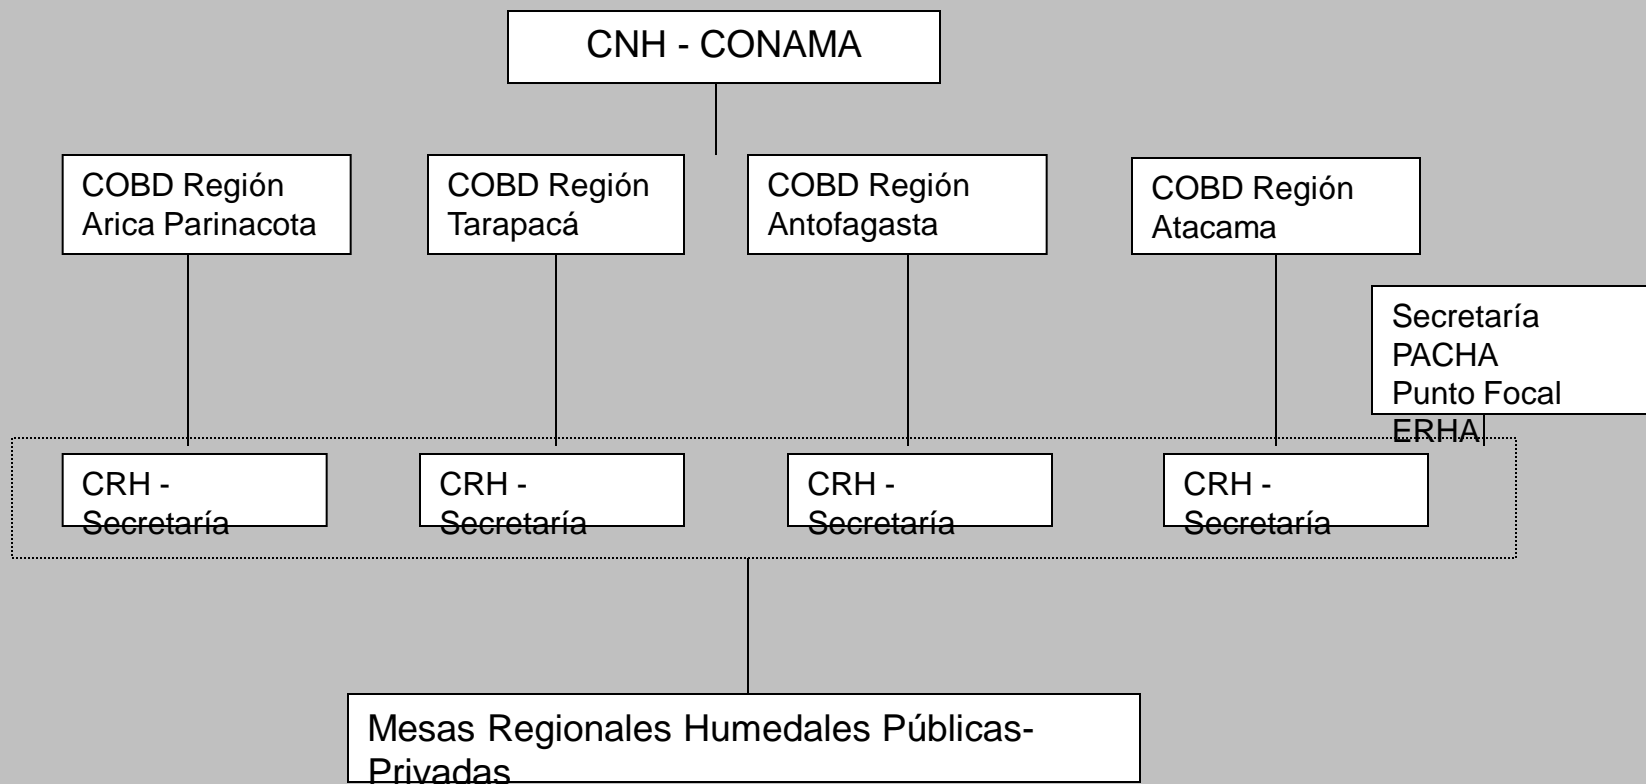 CNH - CONAMA
COBD Región
Arica Parinacota
COBD Región
Tarapacá
COBD Región
Antofagasta
COBD Región
Atacama
Secretaría
PACHA
Punto Focal
ERHA
CRH -
Secretaría
CRH -
Secretaría
CRH -
Secretaría
CRH -
Secretaría
Mesas Regionales Humedales Públicas-
Privadas